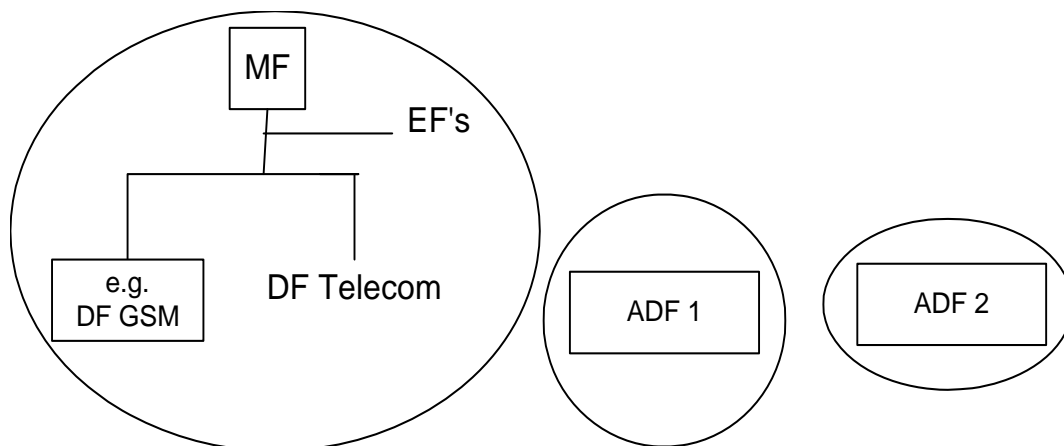 MF
EF's
e.g.
DF GSM
DF Telecom
ADF 1
ADF 2